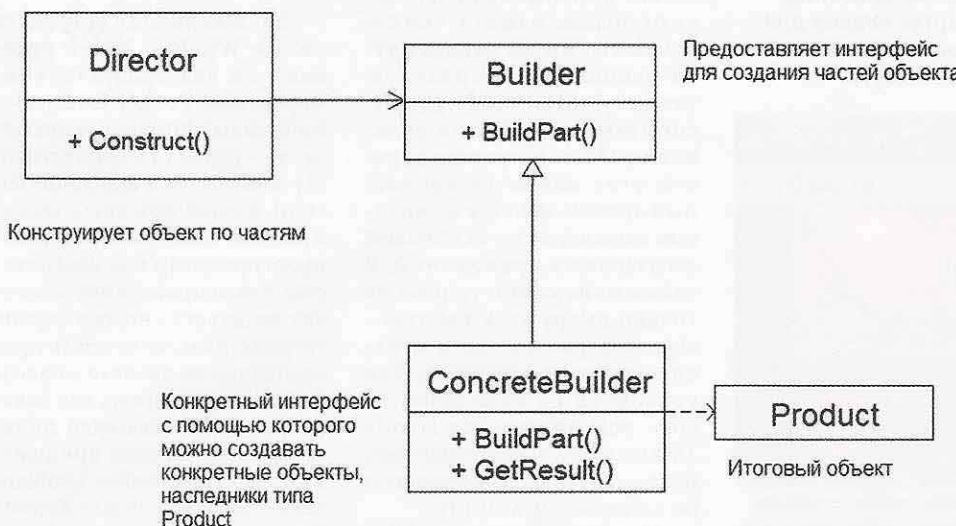 Director
+ Construct()
Конструирует объект по частям
Builder
+ BuildPart()
Предоставляет интерфейс
для создания частей объекта
ConcreteBuilder
+ BuildPart()
+ GetResult()
Конкретный интерфейс
с помощью которого
можно создавать
конкретные объекты,
наследники типа
Product
Product
Итоговый объект